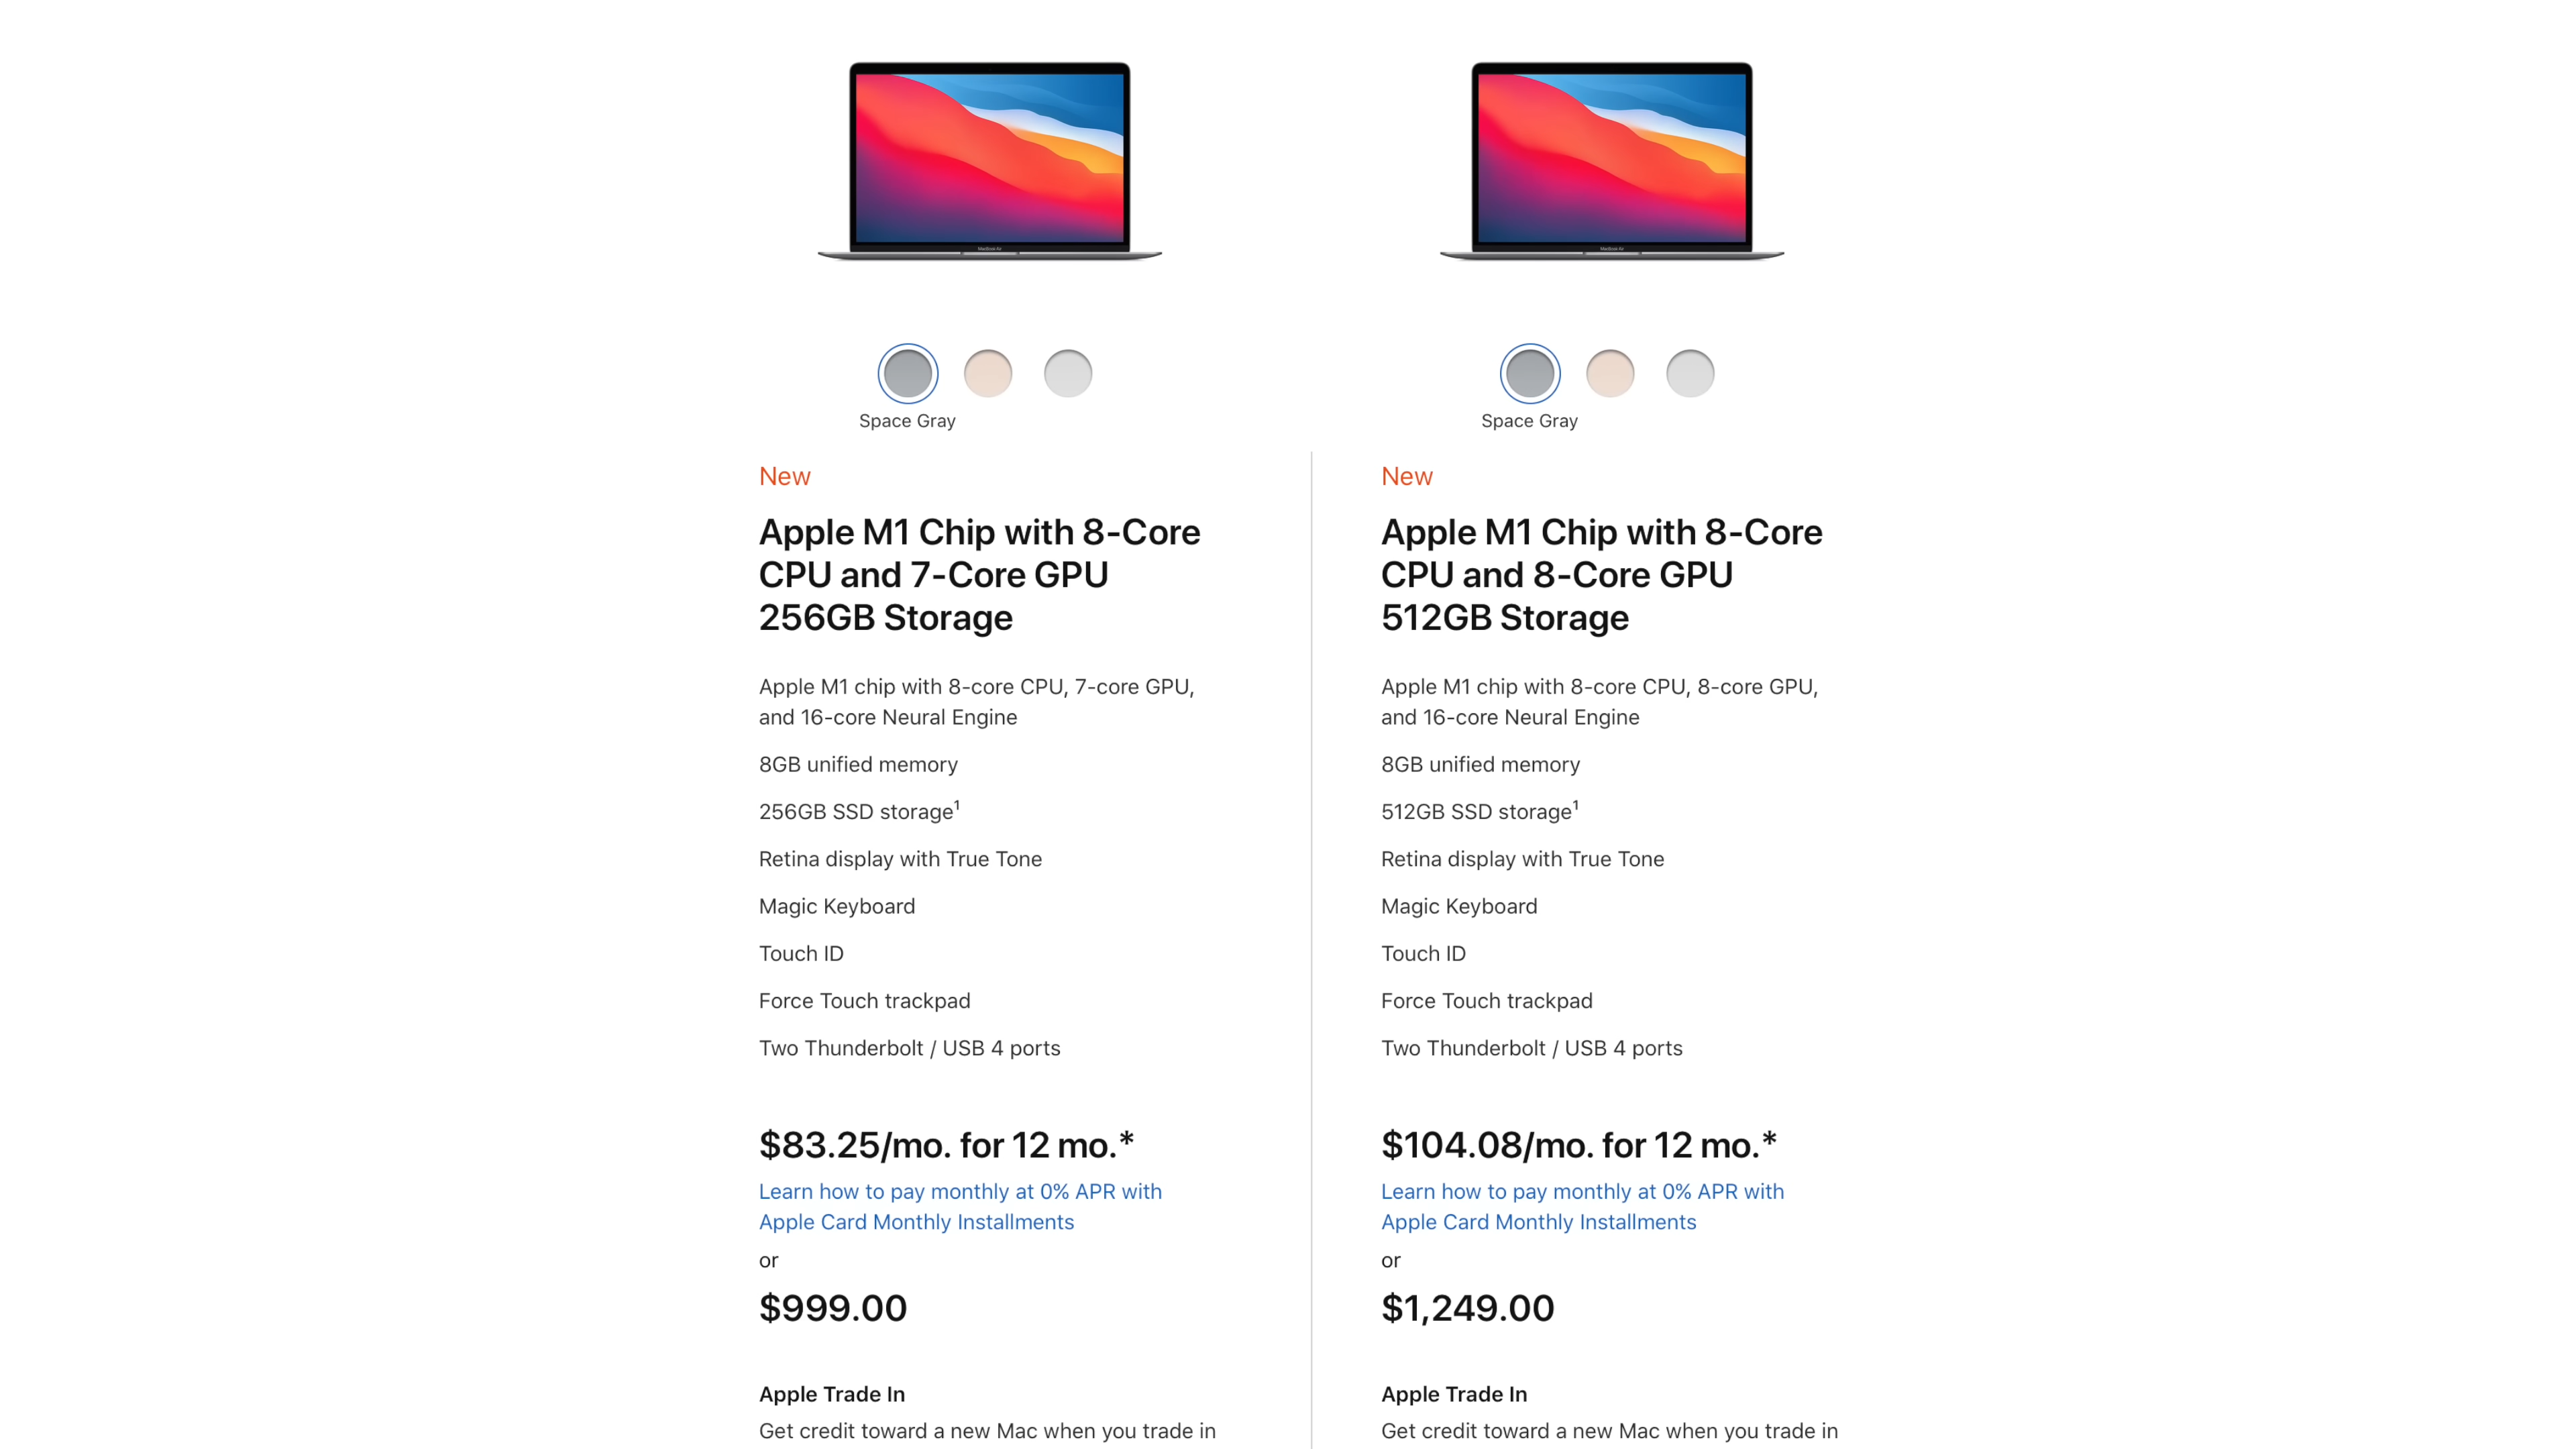 MacBook Air
Space Gray
New
Apple M1 Chip with 8-Core
CPU and 7-Core GPU
256GB Storage
Apple M1 chip with 8-core CPU, 7-core GPU,
and 16-core Neural Engine
8GB unified memory
256GB SSD storage¹
Retina display with True Tone
Magic Keyboard
Touch ID
Force Touch trackpad
Two Thunderbolt / USB 4 ports
$83.25/mo. for 12 mo.*
Learn how to pay monthly at 0% APR with
Apple Card Monthly Installments
or
$999.00
Apple Trade In
Get credit toward a new Mac when you trade in
MacBook Air
Space Gray
New
Apple M1 Chip with 8-Core
CPU and 8-Core GPU
512GB Storage
Apple M1 chip with 8-core CPU, 8-core GPU,
and 16-core Neural Engine
8GB unified memory
512GB SSD storage¹
Retina display with True Tone
Magic Keyboard
Touch ID
Force Touch trackpad
Two Thunderbolt / USB 4 ports
$104.08/mo. for 12 mo.*
Learn how to pay monthly at 0% APR with
Apple Card Monthly Installments
or
$1,249.00
Apple Trade In
Get credit toward a new Mac when you trade in